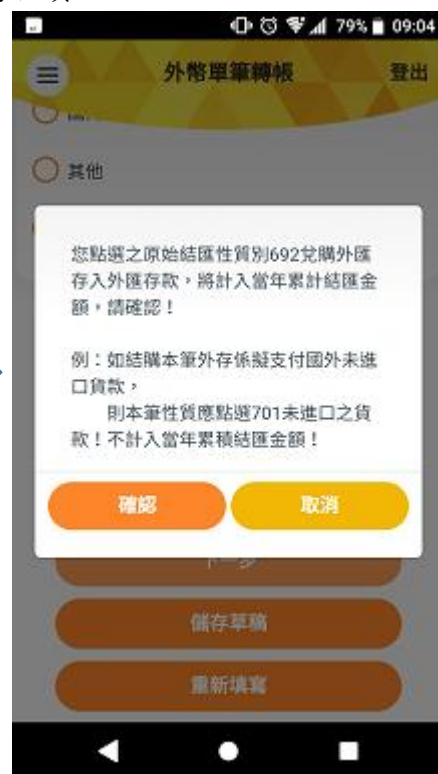 79% 09:04
外幣單筆轉帳
登出
其他
您點選之原始結匯性質別692兌購外匯
存入外匯存款，將計入當年累計結匯金
額，請確認！
例：如結購本筆外存係擬支付國外未進
口貨款，
則本筆性質應點選701未進口之貨
款！不計入當年累積結匯金額！
確認
取消
下一步
儲存草稿
重新填寫